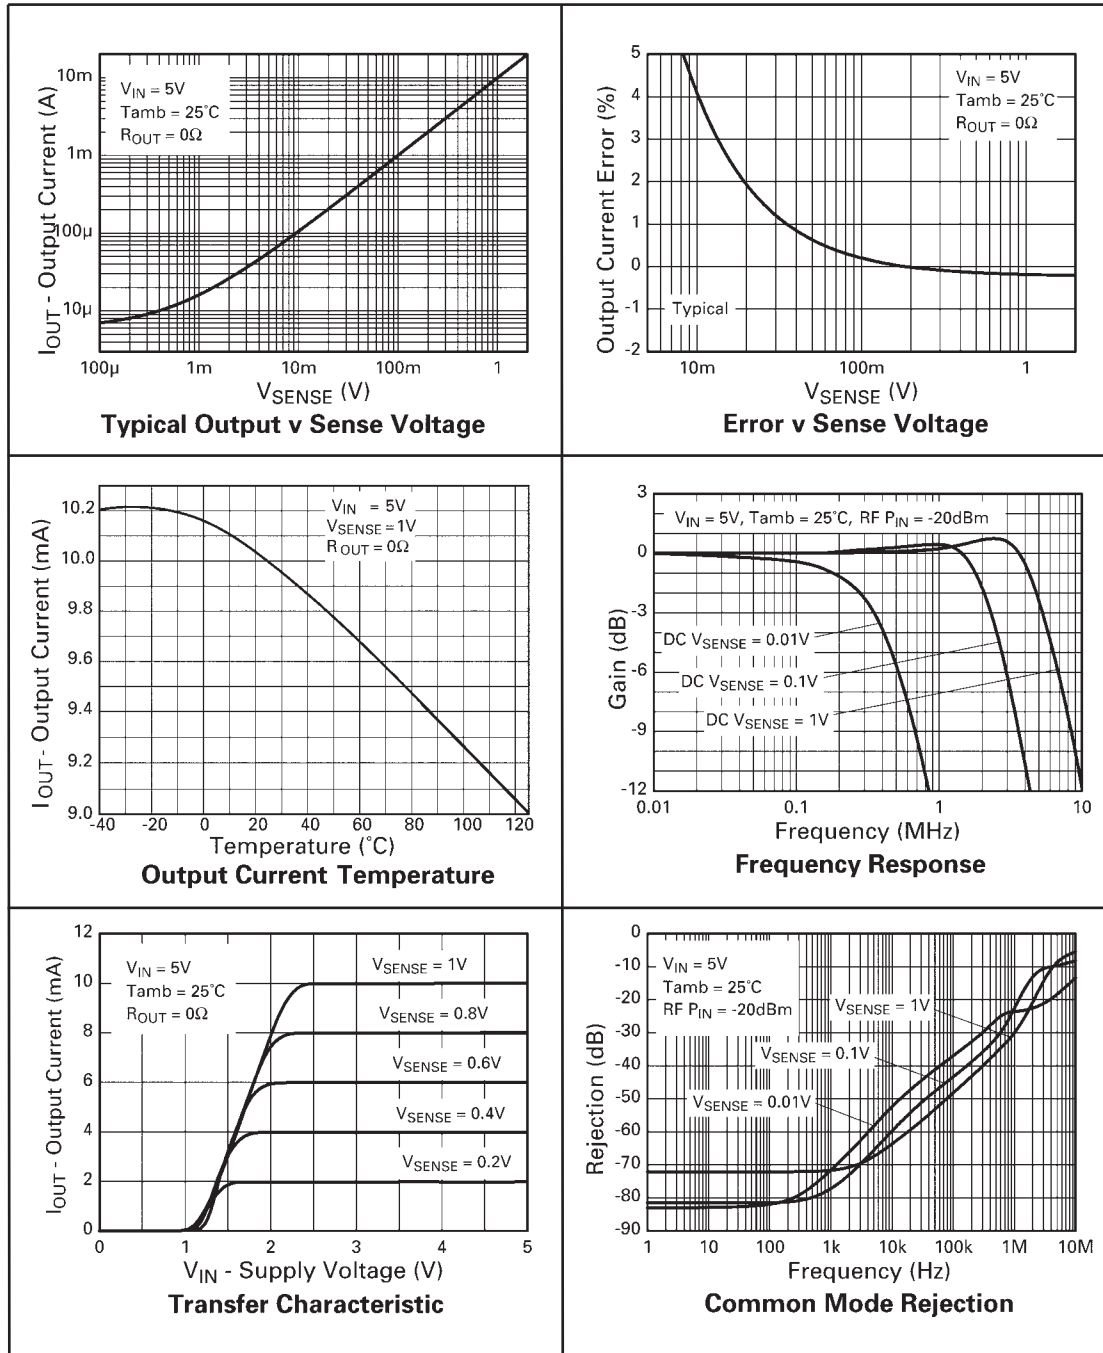 10m
1m
100µ
10µ
IOUT - Output Current (A)
VIN = 5V
Tamb = 25°C
ROUT = 0Ω
100µ 1m 10m 100m 1
VSENSE (V)
Typical Output v Sense Voltage
5
4
3
2
1
0
-1
-2
Output Current Error (%)
VIN = 5V
Tamb = 25°C
ROUT = 0Ω
Typical
10m 100m 1
VSENSE (V)
Error v Sense Voltage
10.2
10.0
9.8
9.6
9.4
9.2
9.0
IOUT - Output Current (mA)
VIN = 5V
VSENSE = 1V
ROUT = 0Ω
-40 -20 0 20 40 60 80 100 120
Temperature (°C)
Output Current Temperature
3
0
-3
-6
-9
-12
Gain (dB)
VIN = 5V, Tamb = 25°C, RF PIN = -20dBm
DC VSENSE = 0.01V
DC VSENSE = 0.1V
DC VSENSE = 1V
0.01 0.1 1 10
Frequency (MHz)
Frequency Response
12
10
8
6
4
2
0
IOUT - Output Current (mA)
VIN = 5V
Tamb = 25°C
ROUT = 0Ω
VSENSE = 1V
VSENSE = 0.8V
VSENSE = 0.6V
VSENSE = 0.4V
VSENSE = 0.2V
0 1 2 3 4 5
VIN - Supply Voltage (V)
Transfer Characteristic
0
-10
-20
-30
-40
-50
-60
-70
-80
-90
Rejection (dB)
VIN = 5V
Tamb = 25°C
RF PIN = -20dBm
VSENSE = 1V
VSENSE = 0.1V
VSENSE = 0.01V
1 10 100 1k 10k 100k 1M 10M
Frequency (Hz)
Common Mode Rejection